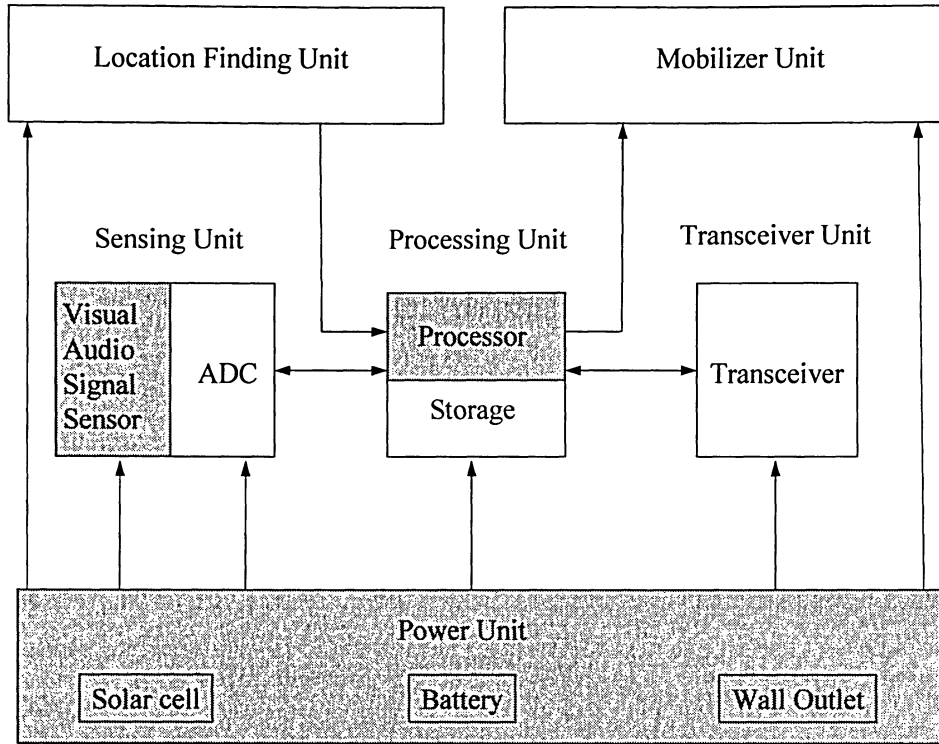 Location Finding Unit
Mobilizer Unit
Sensing Unit
Processing Unit
Transceiver Unit
Visual
Audio
Signal
Sensor
ADC
Processor
Storage
Transceiver
Power Unit
Solar cell
Battery
Wall Outlet